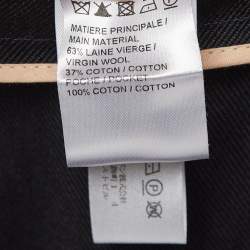 MATIERE PRINCIPALE /
MAIN MATERIAL
63% LAINE VIERGE /
VIRGIN WOOL
37% COTON / COTTON
POCHE / POCKET
100% COTON / COTTON